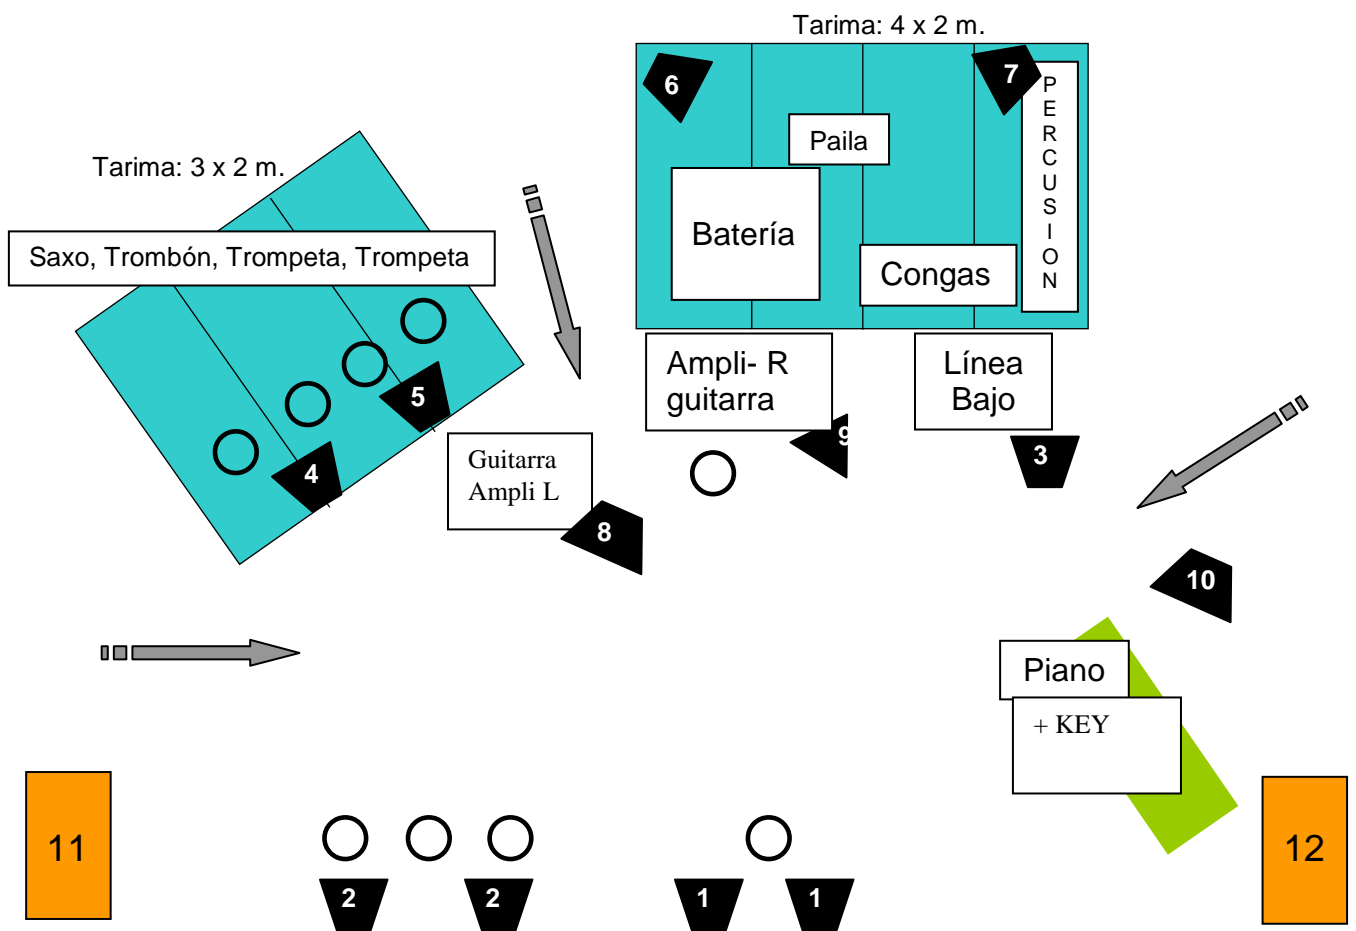 Tarima: 4 x 2 m.
6
7
P
E
R
C
U
S
I
O
N
Paila
Tarima: 3 x 2 m.
Batería
Saxo, Trombón, Trompeta, Trompeta
Congas
Ampli- R
guitarra
Línea
Bajo
5
9
3
4
Guitarra
Ampli L
8
10
Piano
+ KEY
11
12
2
2
1
1